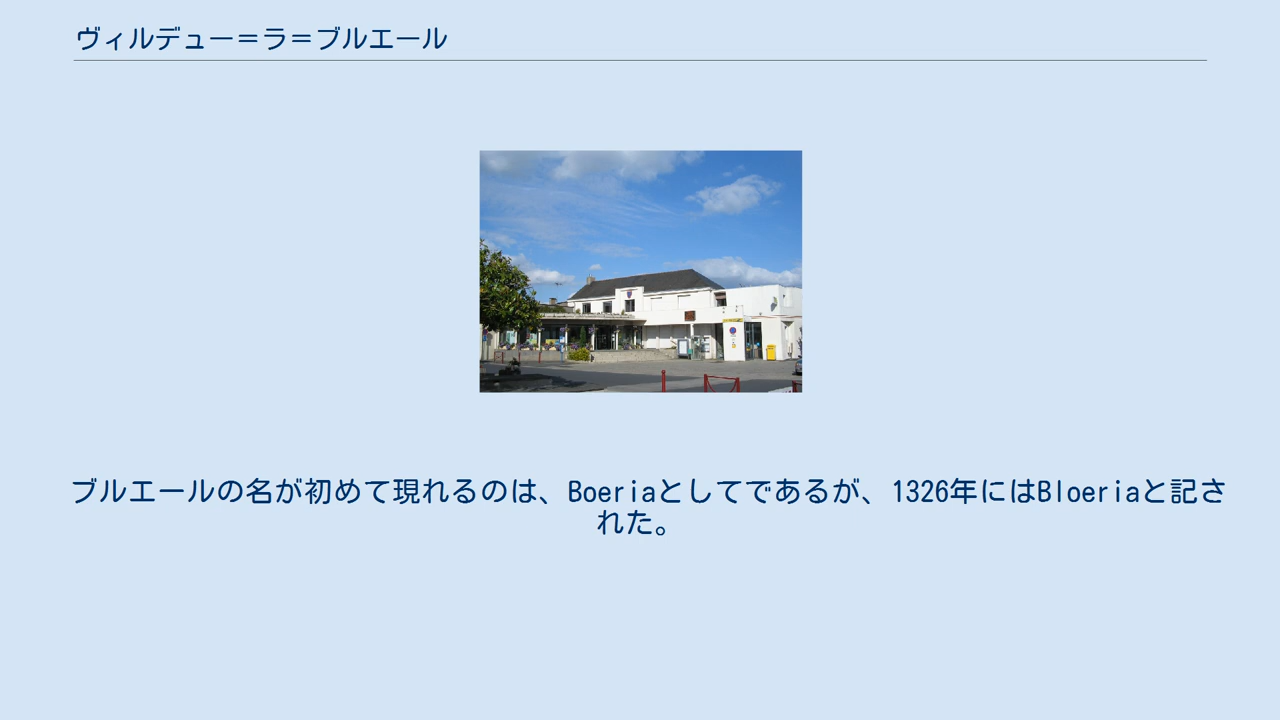 ヴィルデュー＝ラ＝ブルエール
ブルエールの名が初めて現れるのは、Boeriaとしてであるが、1326年にはBloeriaと記さ
れた。